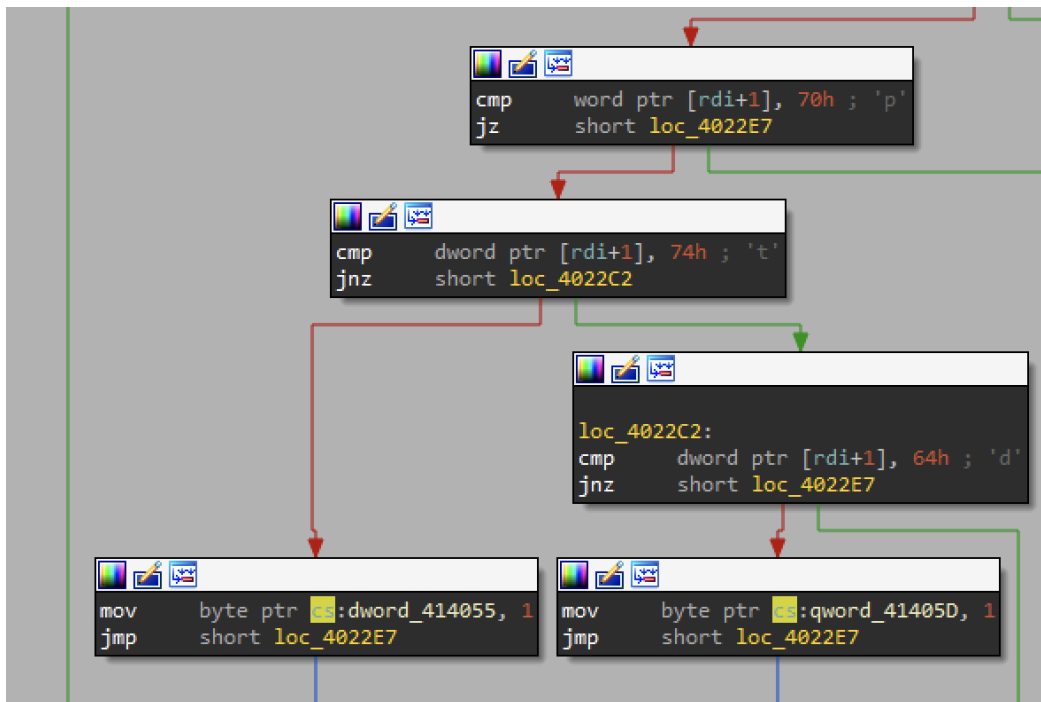 cmp word ptr [rdi+1], 70h ; 'p'
jz short loc_4022E7
cmp dword ptr [rdi+1], 74h ; 't'
jnz short loc_4022C2
loc_4022C2:
cmp dword ptr [rdi+1], 64h ; 'd'
jnz short loc_4022E7
mov byte ptr cs:dword_414055, 1
jmp short loc_4022E7
mov byte ptr cs:qword_41405D, 1
jmp short loc_4022E7